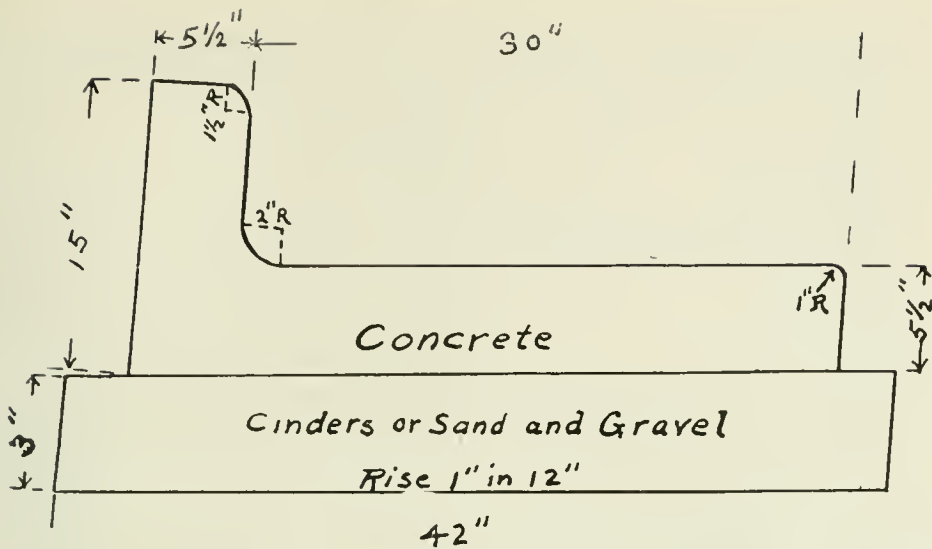 5½"
30"
1½"R
15"
2"R
1"R
5½"
Concrete
3"
Cinders or Sand and Gravel
Rise 1" in 12"
42"